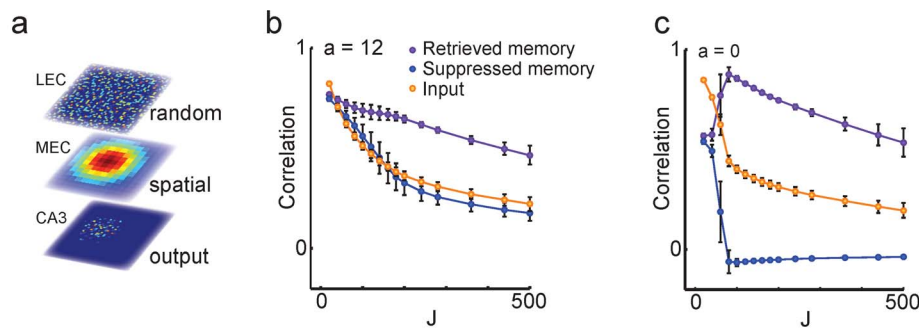 a
LEC
random
MEC
spatial
CA3
output
b
a = 12
Retrieved memory
Suppressed memory
Input
Correlation
1
0
0
500
J
c
a = 0
Correlation
1
0
0
500
J